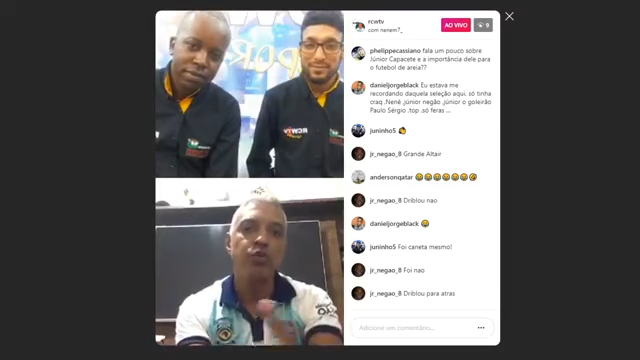 rcwtv
com nenem?_
AO VIVO
9
phelippecassiano fala um pouco sobre
Júnior Capacete e a importância dele para
o futebol de areia??
danieljorgeblack Eu estava me
recordando daquela seleção aqui, só tinha
craq ,Nenê ,júnior negão ,júnior o goleirão
Paulo Sérgio ,top ,só feras ...
juninho5 👏
jr_negao_8 Grande Altair
andersonqatar 😂😂😂😂😂😂🤣
jr_negao_8 Driblou nao
danieljorgeblack 😂
juninho5 Foi caneta mesmo!
jr_negao_8 Foi nao
jr_negao_8 Driblou para atras
Adicione um comentário...
RCWTV